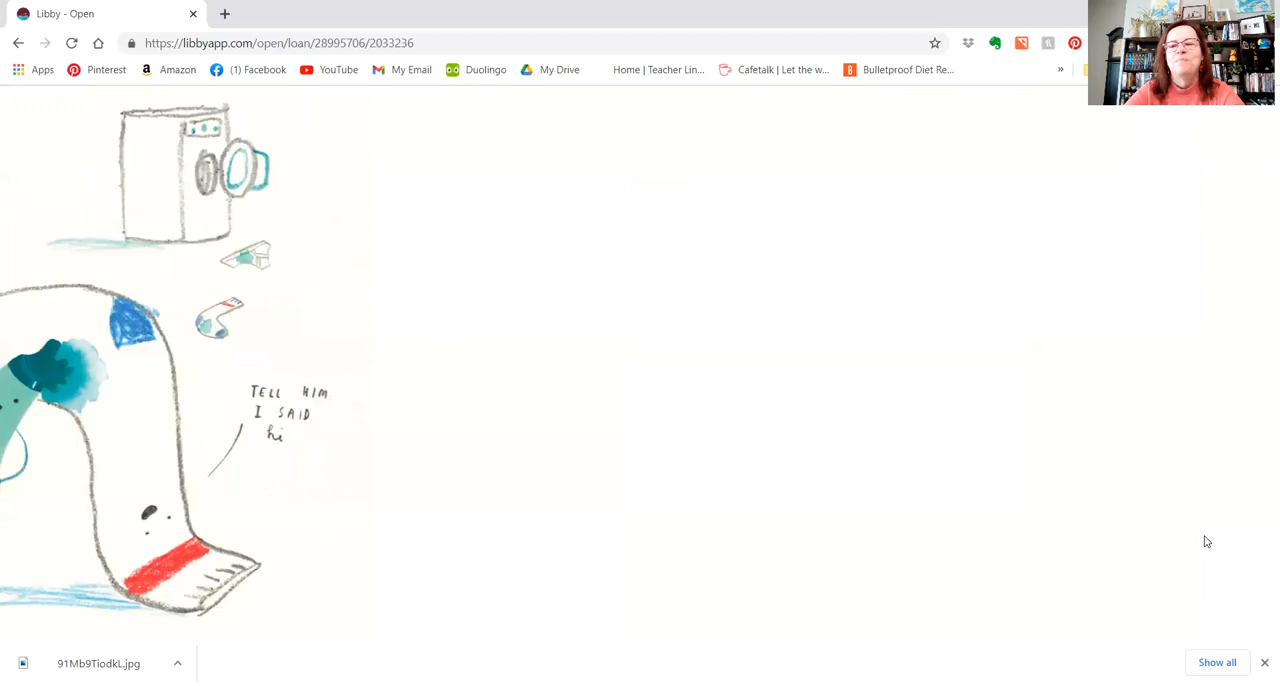 Libby - Open
https://libbyapp.com/open/loan/28995706/2033236
Apps Pinterest Amazon (1) Facebook YouTube My Email Duolingo My Drive Home | Teacher Lin... Cafetalk | Let the w... Bulletproof Diet Re... »
TELL HIM
I SAID
hi
91Mb9TiodkL.jpg
Show all